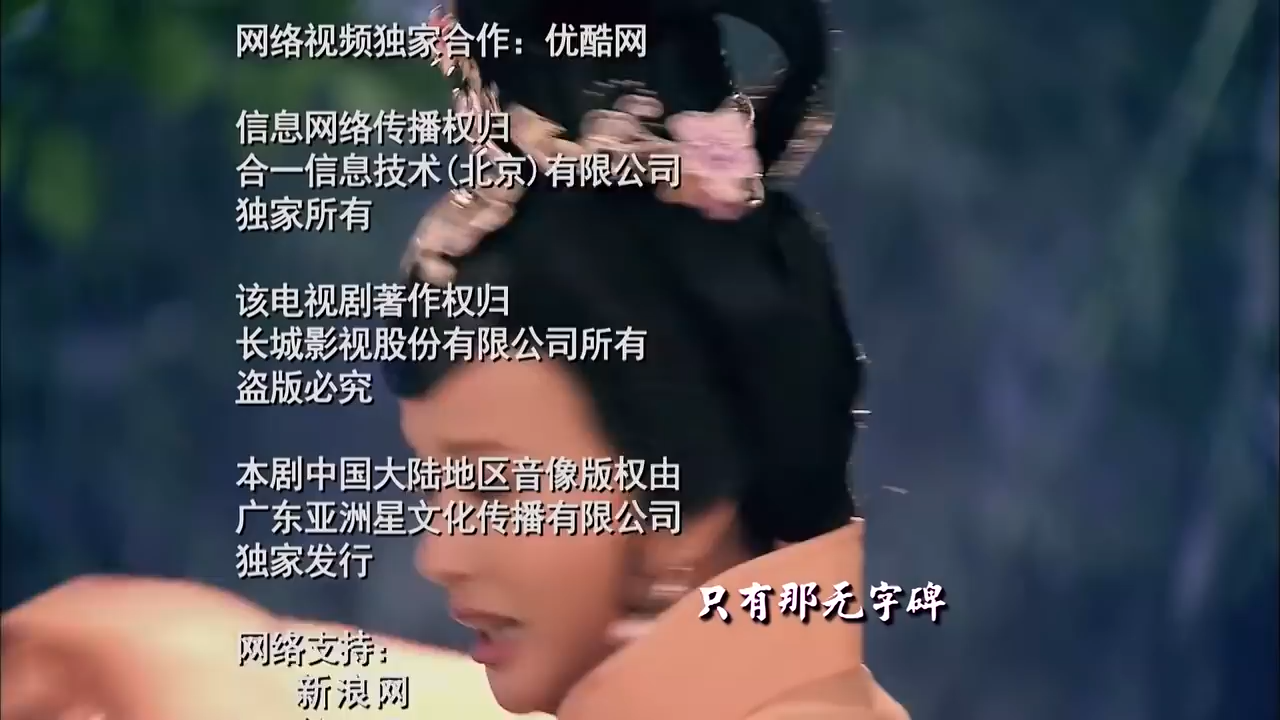 网络视频独家合作：优酷网
信息网络传播权归
合一信息技术(北京)有限公司
独家所有
该电视剧著作权归
长城影视股份有限公司所有
盗版必究
本剧中国大陆地区音像版权由
广东亚洲星文化传播有限公司
独家发行
只有那无字碑
网络支持：
新浪网